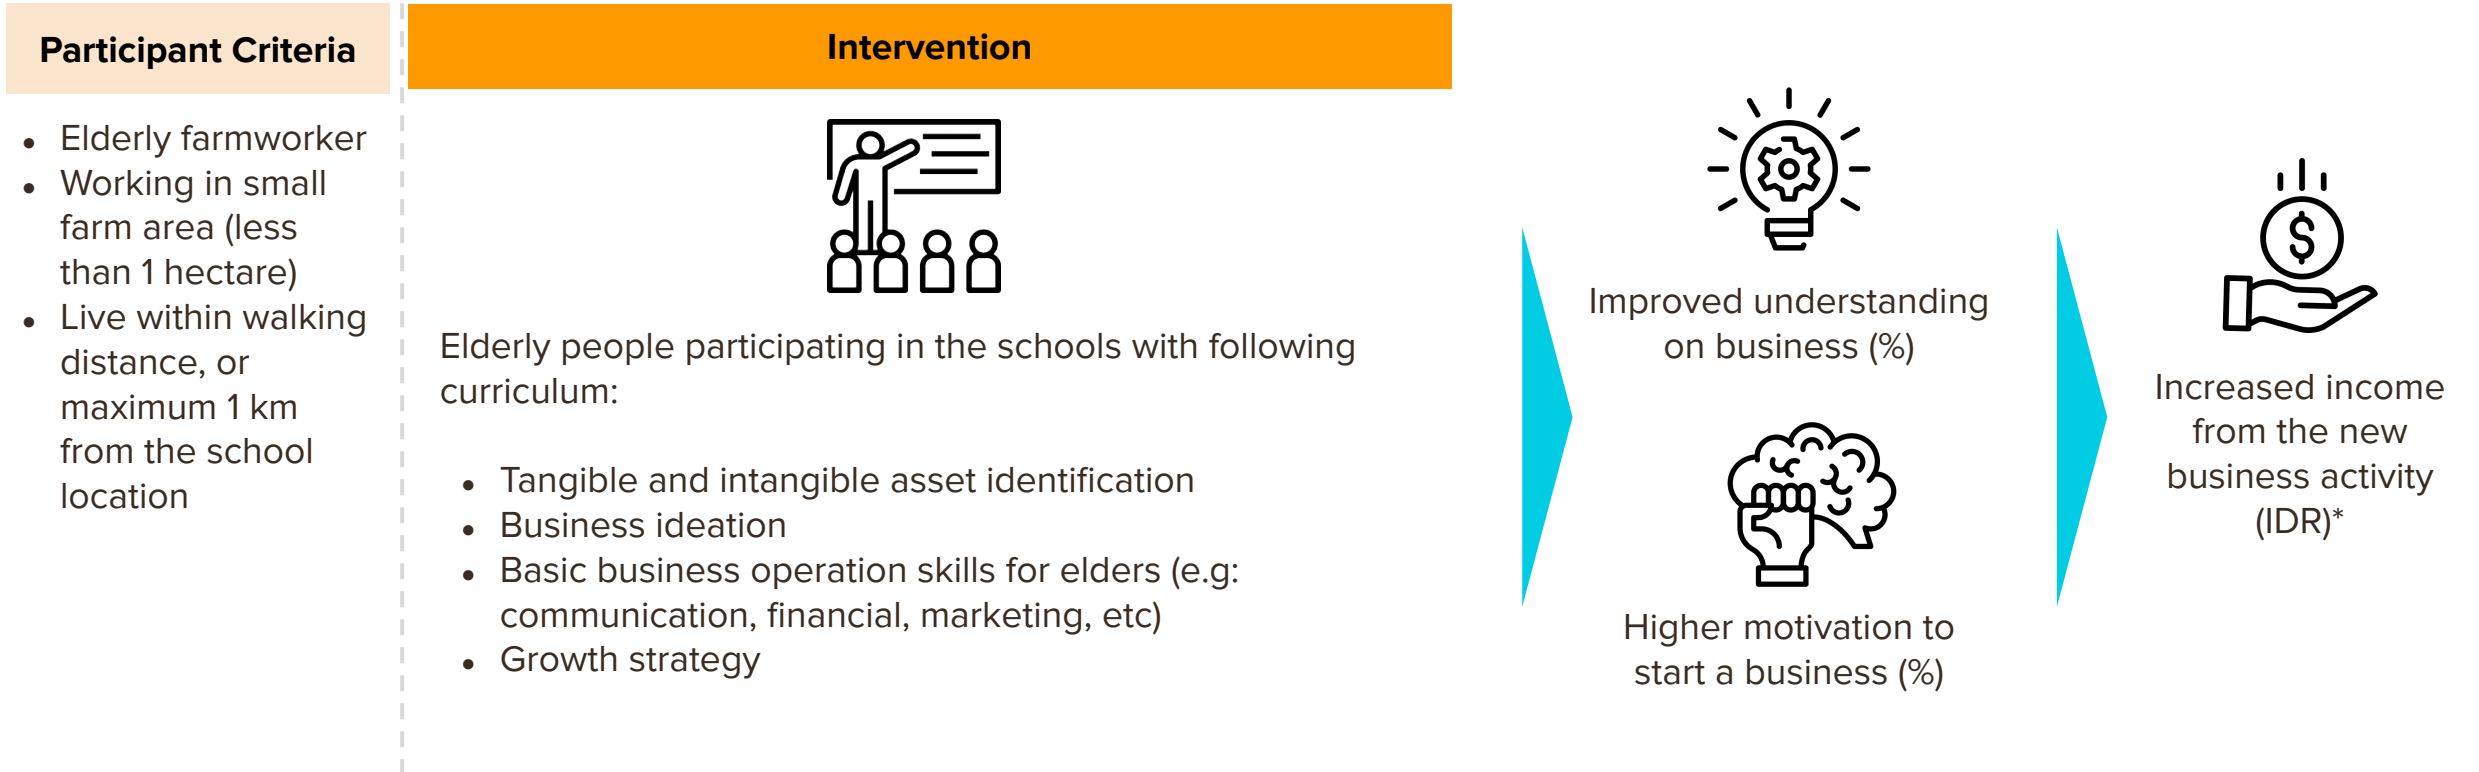 Participant Criteria
• Elderly farmworker
• Working in small
farm area (less
than 1 hectare)
• Live within walking
distance, or
maximum 1 km
from the school
location
Intervention
Elderly people participating in the schools with following
curriculum:
• Tangible and intangible asset identification
• Business ideation
• Basic business operation skills for elders (e.g:
communication, financial, marketing, etc)
• Growth strategy
Improved understanding
on business (%)
Higher motivation to
start a business (%)
$
Increased income
from the new
business activity
(IDR)*